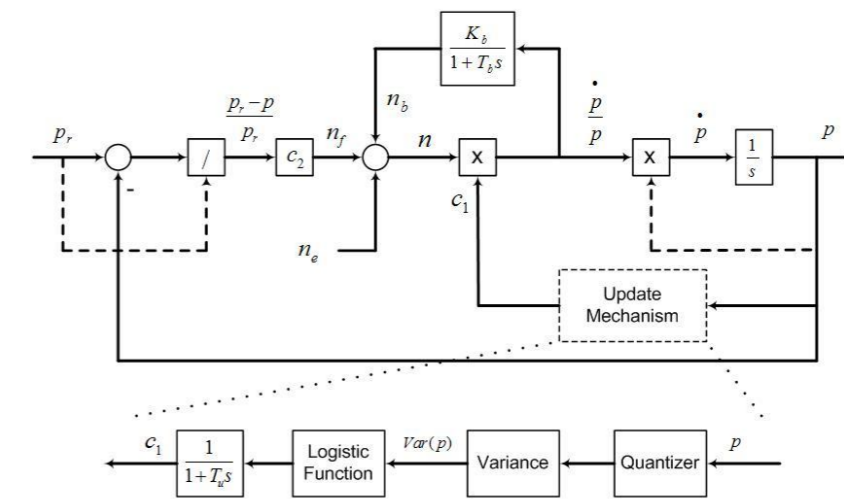 K_b
1 + T_b s
n_b
p_r
p_r - p
p_r
/
c_2
n_f
n
X
ṗ
p
X
ṗ
1
s
p
-
c_1
n_e
Update
Mechanism
c_1
1
1+T_u s
Logistic
Function
Var(p)
Variance
Quantizer
p